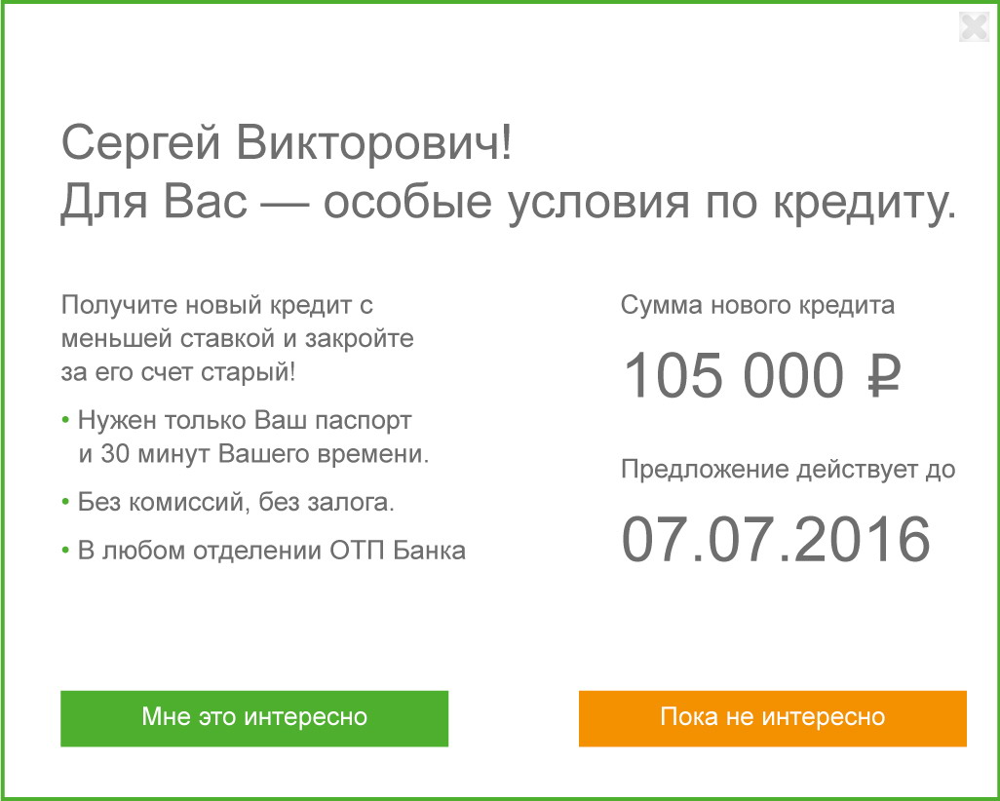 Сергей Викторович!
Для Вас — особые условия по кредиту.
Получите новый кредит с
меньшей ставкой и закройте
за его счет старый!
• Нужен только Ваш паспорт
и 30 минут Вашего времени.
• Без комиссий, без залога.
• В любом отделении ОТП Банка
Сумма нового кредита
105 000 ₽
Предложение действует до
07.07.2016
Мне это интересно
Пока не интересно